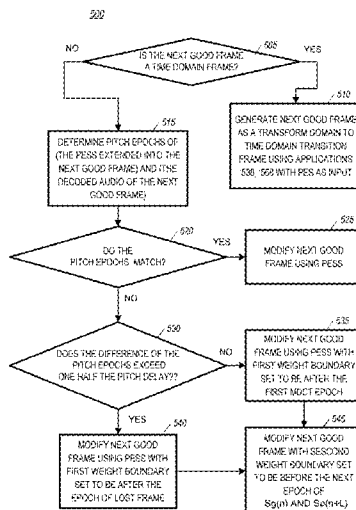 500
505
IS THE NEXT GOOD FRAME
A TIME DOMAIN FRAME?
NO
YES
510
GENERATE NEXT GOOD FRAME
AS A TRANSFORM DOMAIN TO
TIME DOMAIN TRANSITION
FRAME USING APPLICATIONS
WITH PES AS INPUT
515
DETERMINE PITCH EPOCHS OF
(THE PESS EXTENDED INTO THE
NEXT GOOD FRAME) AND (THE
DECODED AUDIO OF THE NEXT
GOOD FRAME)
520
DO THE
PITCH EPOCHS MATCH?
YES
525
MODIFY NEXT GOOD
FRAME USING PESS
NO
530
DOES THE DIFFERENCE OF THE
PITCH EPOCHS EXCEED
ONE HALF THE PITCH DELAY??
NO
535
MODIFY NEXT GOOD
FRAME USING PESS WITH
FIRST WEIGHT BOUNDARY
SET TO BE AFTER THE
FIRST MDCT EPOCH
YES
540
MODIFY NEXT GOOD
FRAME USING PESS WITH
FIRST WEIGHT BOUNDARY
SET TO BE AFTER THE
EPOCH OF LOST FRAME
545
MODIFY NEXT GOOD
FRAME WITH SECOND
WEIGHT BOUNDARY SET
TO BE BEFORE THE NEXT
EPOCH OF
Sg(n) AND